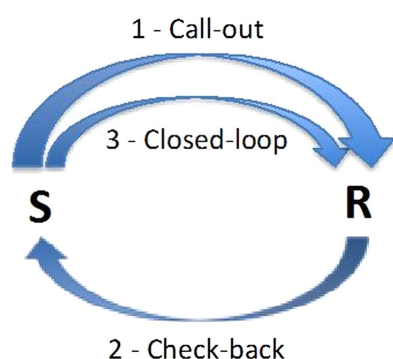 1 - Call-out
3 - Closed-loop
S
R
2 - Check-back